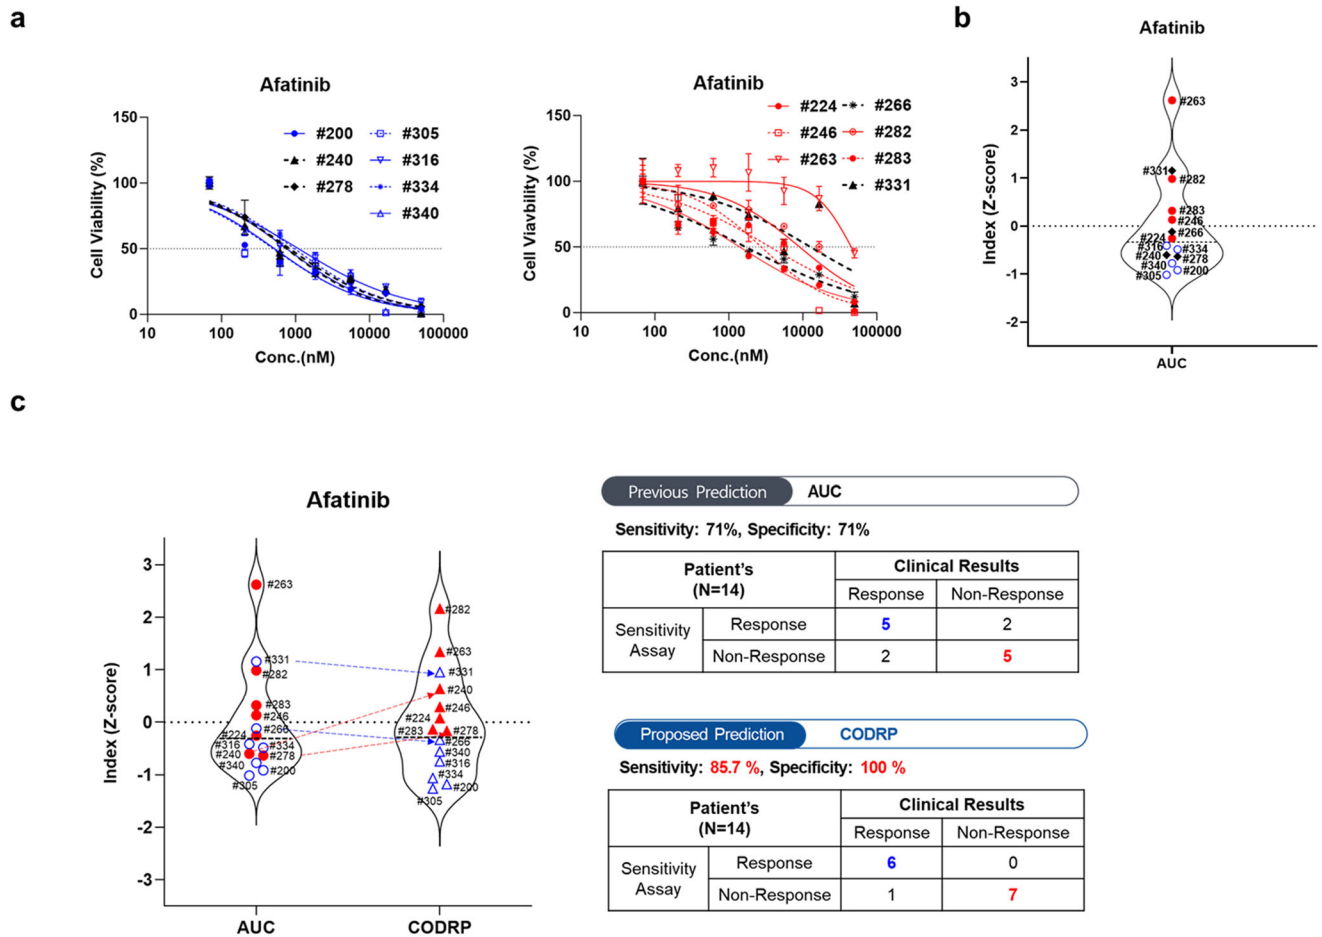 a
Afatinib
150
100
50
0
Cell Viability (%)
10
100
1000
10000
100000
Conc.(nM)
#200
#240
#278
#305
#316
#334
#340
Afatinib
150
100
50
0
Cell Viavbility (%)
10
100
1000
10000
100000
Conc.(nM)
#224
#246
#263
#266
#282
#283
#331
b
Afatinib
3
2
1
0
-1
-2
Index (Z-score)
#263
#331
#282
#283
#246
#266
#224
#316
#334
#240
#278
#340
#200
#305
AUC
c
Afatinib
3
2
1
0
-1
-2
-3
Index (Z-score)
#263
#331
#282
#283
#246
#266
#224
#316
#334
#240
#278
#340
#200
#305
AUC
#282
#263
#331
#240
#246
#224
#283
#278
#266
#340
#316
#334
#200
#305
CODRP
Previous Prediction AUC
Sensitivity: 71%, Specificity: 71%
Patient's
(N=14)
Clinical Results
Response Non-Response
Sensitivity
Assay
Response 5 2
Non-Response 2 5
Proposed Prediction CODRP
Sensitivity: 85.7 %, Specificity: 100 %
Patient's
(N=14)
Clinical Results
Response Non-Response
Sensitivity
Assay
Response 6 0
Non-Response 1 7